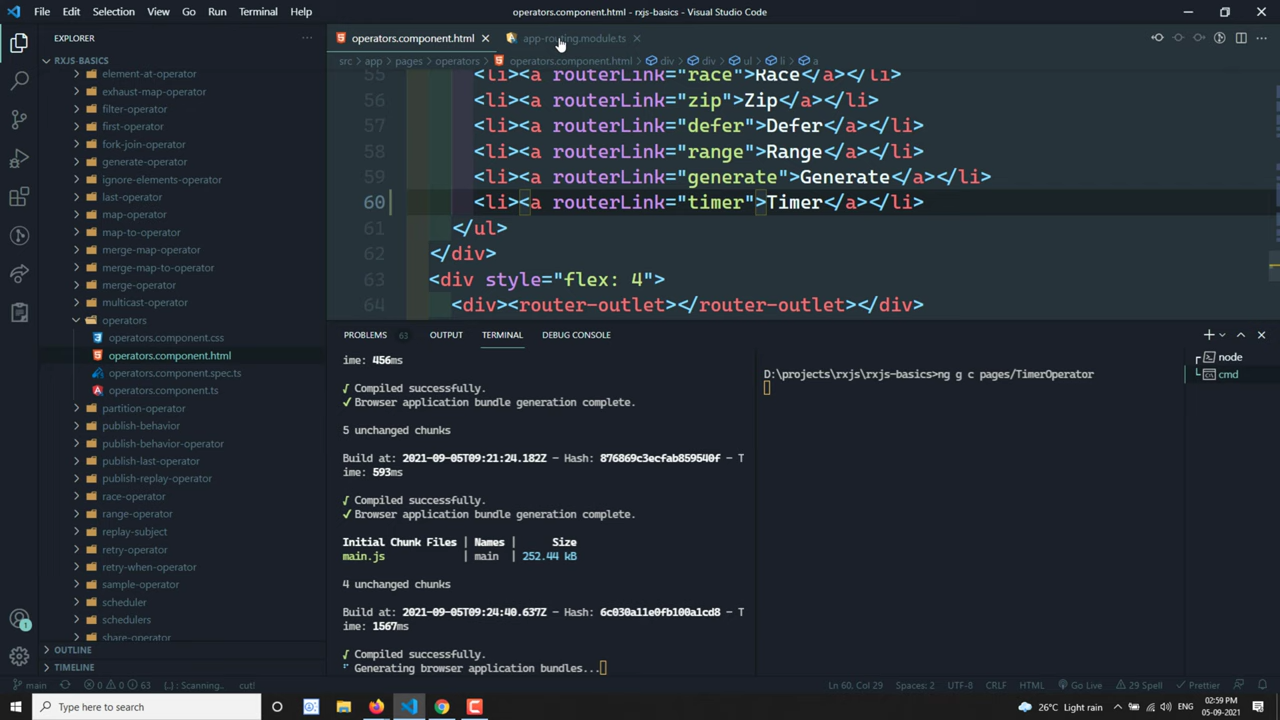 File Edit Selection View Go Run Terminal Help
operators.component.html - rxjs-basics - Visual Studio Code
EXPLORER
operators.component.html
app-routing.module.ts
RXJS-BASICS
src > app > pages > operators > operators.component.html > div > div > ul > li > a
element-at-operator
exhaust-map-operator
filter-operator
first-operator
fork-join-operator
generate-operator
ignore-elements-operator
last-operator
map-operator
map-to-operator
merge-map-operator
merge-map-to-operator
merge-operator
multicast-operator
operators
operators.component.css
operators.component.html
operators.component.spec.ts
operators.component.ts
partition-operator
publish-behavior
publish-behavior-operator
publish-last-operator
publish-replay-operator
race-operator
range-operator
replay-subject
retry-operator
retry-when-operator
sample-operator
scheduler
schedulers
share-operator
OUTLINE
TIMELINE
55 <li><a routerLink="race">Race</a></li>
56 <li><a routerLink="zip">Zip</a></li>
57 <li><a routerLink="defer">Defer</a></li>
58 <li><a routerLink="range">Range</a></li>
59 <li><a routerLink="generate">Generate</a></li>
60 <li><a routerLink="timer">Timer</a></li>
61 </ul>
62 </div>
63 <div style="flex: 4">
64 <div><router-outlet></router-outlet></div>
PROBLEMS 63 OUTPUT TERMINAL DEBUG CONSOLE
ime: 456ms
√ Compiled successfully.
✓ Browser application bundle generation complete.
5 unchanged chunks
Build at: 2021-09-05T09:21:24.182Z - Hash: 876869c3ecfab859540f - T
ime: 593ms
√ Compiled successfully.
✓ Browser application bundle generation complete.
Initial Chunk Files | Names | Size
main.js | main | 252.44 kB
4 unchanged chunks
Build at: 2021-09-05T09:24:40.637Z - Hash: 6c030a11e0fb100a1cd8 - T
ime: 1567ms
√ Compiled successfully.
Generating browser application bundles...
D:\projects\rxjs\rxjs-basics>ng g c pages/TimerOperator
node
cmd
1
main 0 0 63 {..} : Scanning.. cut!
Ln 60, Col 29 Spaces: 2 UTF-8 CRLF HTML Go Live 29 Spell Prettier
Type here to search
26°C Light rain
02:59 PM
05-09-2021